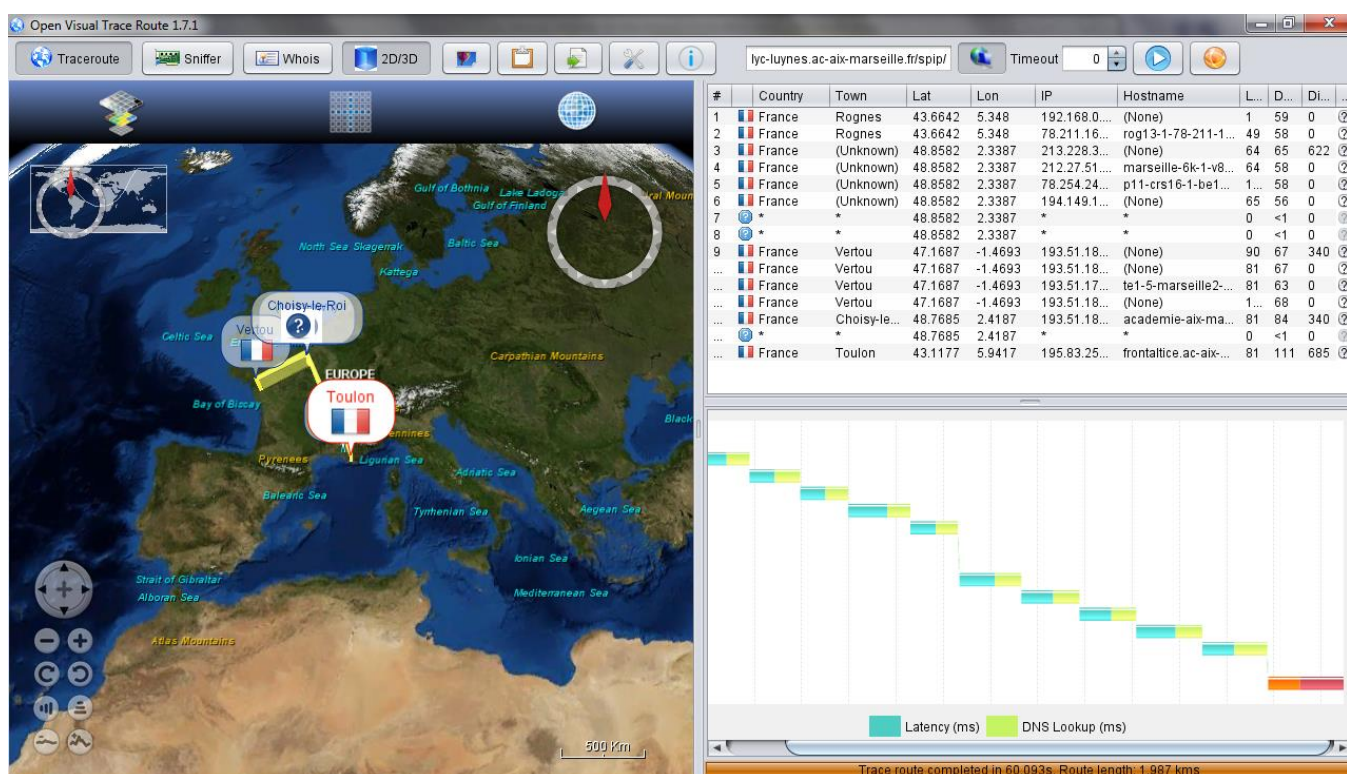 Open Visual Trace Route 1.7.1
Traceroute Sniffer Whois 2D/3D lyc-luynes.ac-aix-marseille.fr/spip/ Timeout 0
# Country Town Lat Lon IP Hostname L... D... Di... ...
1 France Rognes 43.6642 5.348 192.168.0.... (None) 1 59 0
2 France Rognes 43.6642 5.348 78.211.16... rog13-1-78-211-1... 49 58 0
3 France (Unknown) 48.8582 2.3387 213.228.3... (None) 64 65 622
4 France (Unknown) 48.8582 2.3387 212.27.51... marseille-6k-1-v8... 64 58 0
5 France (Unknown) 48.8582 2.3387 78.254.24... p11-crs16-1-be1... 1... 58 0
6 France (Unknown) 48.8582 2.3387 194.149.1... (None) 65 56 0
7 * * 48.8582 2.3387 * * 0 <1 0
8 * * 48.8582 2.3387 * * 0 <1 0
9 France Vertou 47.1687 -1.4693 193.51.18... (None) 90 67 340
... France Vertou 47.1687 -1.4693 193.51.18... (None) 81 67 0
... France Vertou 47.1687 -1.4693 193.51.17... te1-5-marseille2-... 81 63 0
... France Vertou 47.1687 -1.4693 193.51.18... (None) 1... 68 0
... France Choisy-le... 48.7685 2.4187 193.51.18... academie-aix-ma... 81 84 340
... * * 48.7685 2.4187 * * 0 <1 0
... France Toulon 43.1177 5.9417 195.83.25... frontaltice.ac-aix-... 81 111 685
Gulf of Bothnia
Lake Ladoga
Gulf of Finland
North Sea
Skagerrak
Baltic Sea
Kattega
Choisy-le-Roi
Vertou
Celtic Sea
Carpathian Mountains
EUROPE
Toulon
Bay of Biscay
Black
Pyrenees
Ligurian Sea
Adriatic Sea
Balearic Sea
Tyrrhenian Sea
Aegean Sea
Ionian Sea
Strait of Gibraltar
Alboran Sea
Mediterranean Sea
Atlas Mountains
500 Km
Latency (ms) DNS Lookup (ms)
Trace route completed in 60.093s. Route length: 1 987 kms